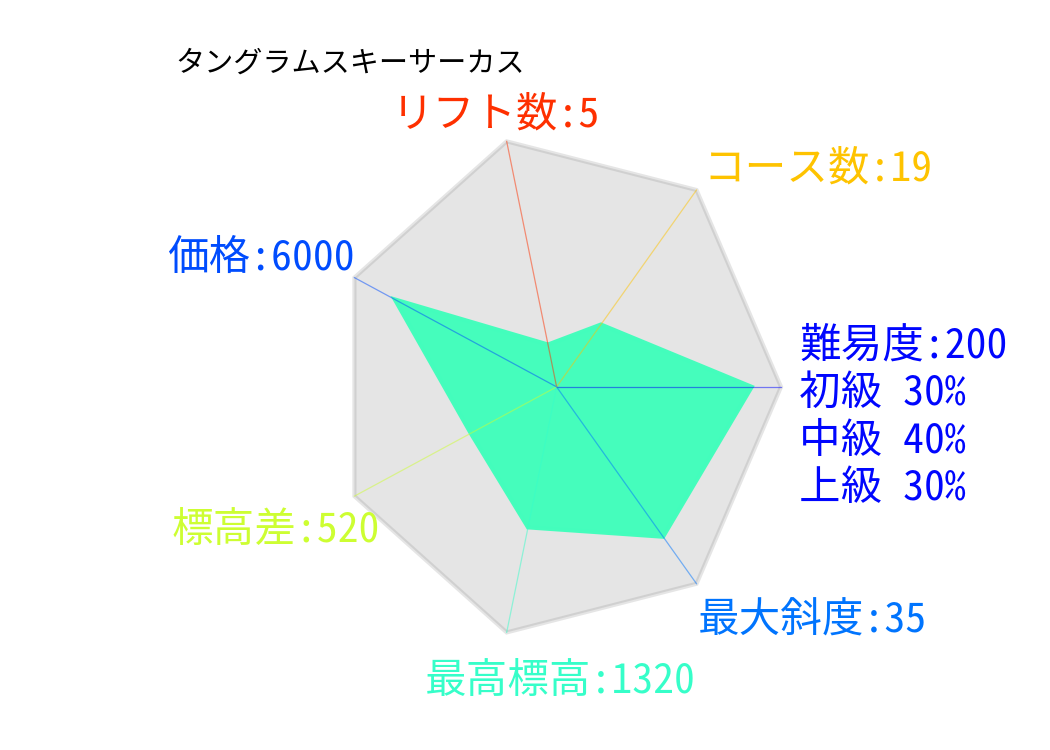 タングラムスキーサーカス
リフト数:5
コース数:19
価格:6000
難易度:200
初級 30%
中級 40%
上級 30%
標高差:520
最大斜度:35
最高標高:1320